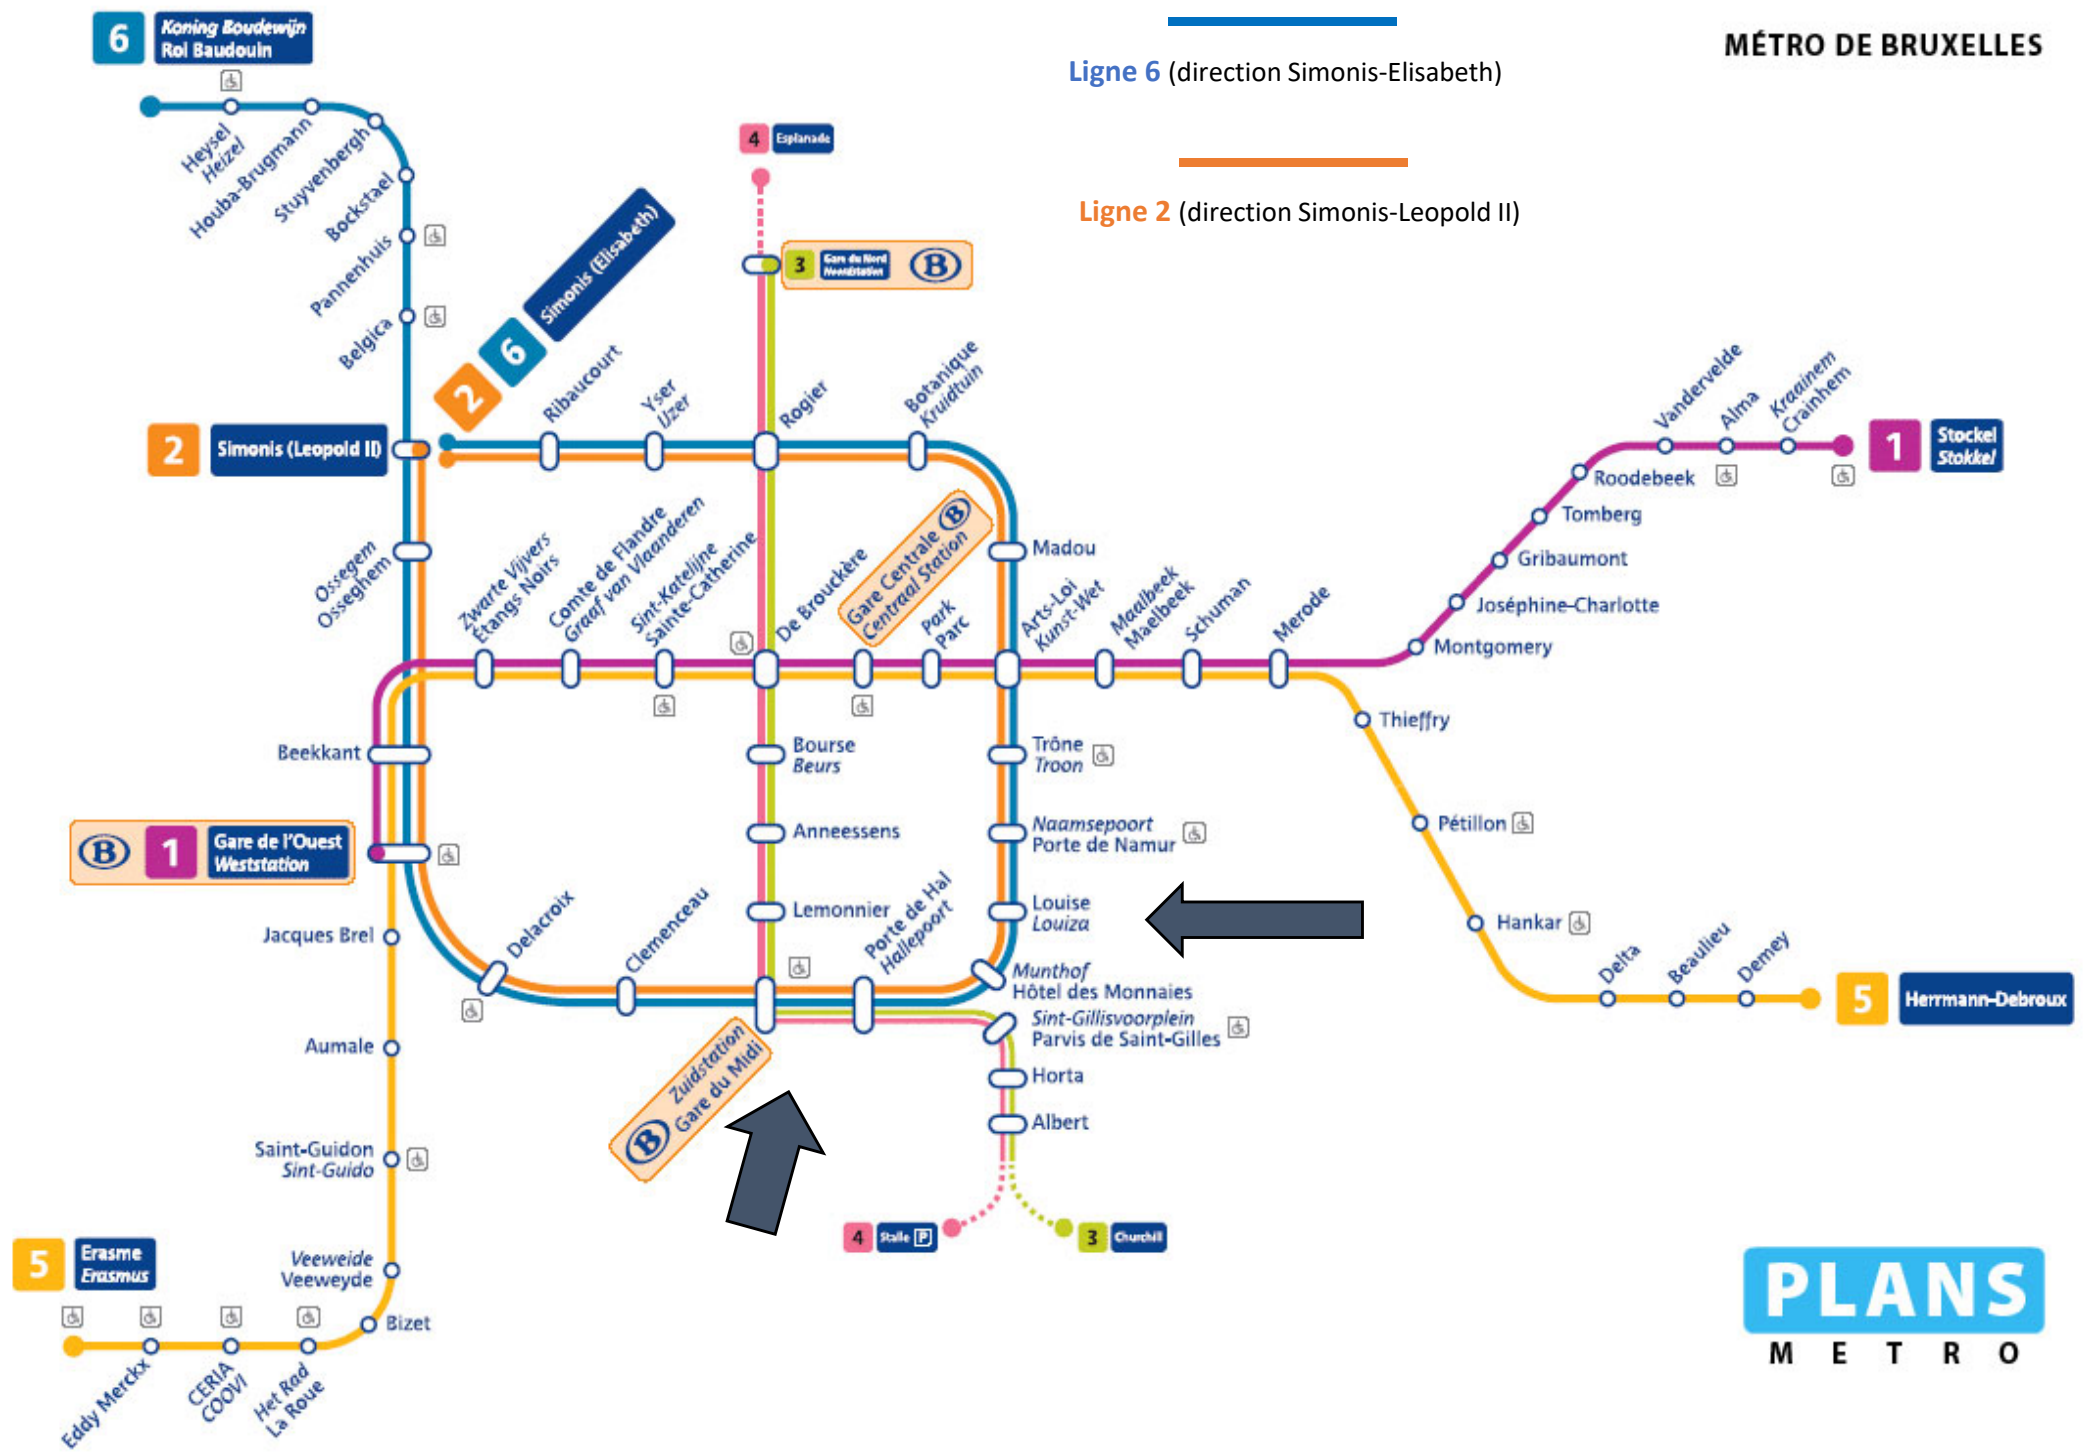 6
Koning Boudewijn
Roi Baudouin
Ligne 6 (direction Simonis-Elisabeth)
MÉTRO DE BRUXELLES
Heysel
Heizel
Houba-Brugmann
Stuyvenbergh
Bockstael
Pannenhuis
Belgica
4
Esplanade
Ligne 2 (direction Simonis-Leopold II)
3
Gare du Nord
Noordstation
B
2
6
Simonis (Elisabeth)
2
Simonis (Leopold II)
Ribaucourt
Yser
IJzer
Rogier
Botanique
Kruidtuin
Vandervelde
Alma
Kraainem
Crainhem
1
Stockel
Stokkel
Roodebeek
Tomberg
Gribaumont
Joséphine-Charlotte
Montgomery
Ossegem
Osseghem
Zwarte Vijvers
Étangs Noirs
Comte de Flandre
Graaf van Vlaanderen
Sint-Katelijne
Sainte-Catherine
De Brouckère
Gare Centrale
Centraal Station
B
Park
Parc
Madou
Arts-Loi
Kunst-Wet
Maalbeek
Maelbeek
Schuman
Merode
Thieffry
Pétillon
Hankar
Delta
Beaulieu
Demey
5
Herrmann-Debroux
Beekkant
B
1
Gare de l'Ouest
Weststation
Bourse
Beurs
Anneessens
Lemonnier
Trône
Troon
Naamsepoort
Porte de Namur
Louise
Louiza
Munthof
Hôtel des Monnaies
Sint-Gillisvoorplein
Parvis de Saint-Gilles
Horta
Albert
Delacroix
Clemenceau
Porte de Hal
Hallepoort
B
Zuidstation
Gare du Midi
4
Stalle P
3
Churchill
Jacques Brel
Aumale
Saint-Guidon
Sint-Guido
Veeweide
Veeweyde
Bizet
5
Erasme
Erasmus
Eddy Merckx
CERIA
COOVI
Het Rad
La Roue
PLANS
METRO